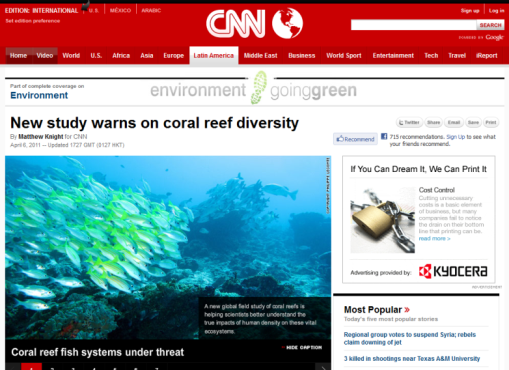 EDITION: INTERNATIONAL U.S. MÉXICO ARABIC
Set edition preference
Sign up Log in
CNN
SEARCH
POWERED BY Google
Home Video World U.S. Africa Asia Europe Latin America Middle East Business World Sport Entertainment Tech Travel iReport
Part of complete coverage on
Environment
environment goinggreen
New study warns on coral reef diversity
By Matthew Knight for CNN
April 6, 2011 -- Updated 1727 GMT (0127 HKT)
Twitter Share Email Save Print
Recommend 715 recommendations. Sign Up to see what
your friends recommend.
If You Can Dream It, We Can Print It
Cost Control
Cutting unnecessary
costs is a basic element
of business, but many
companies fail to notice
the drain on their bottom
line that printing can be.
read more »
Advertising provided by: KYOCERA
ADVERTISEMENT
A new global field study of coral reefs is
helping scientists better understand the
true impacts of human density on these vital
ecosystems.
HIDE CAPTION
Coral reef fish systems under threat
Most Popular »
Today's five most popular stories
Regional group votes to suspend Syria; rebels
claim downing of jet
3 killed in shootings near Texas A&M University